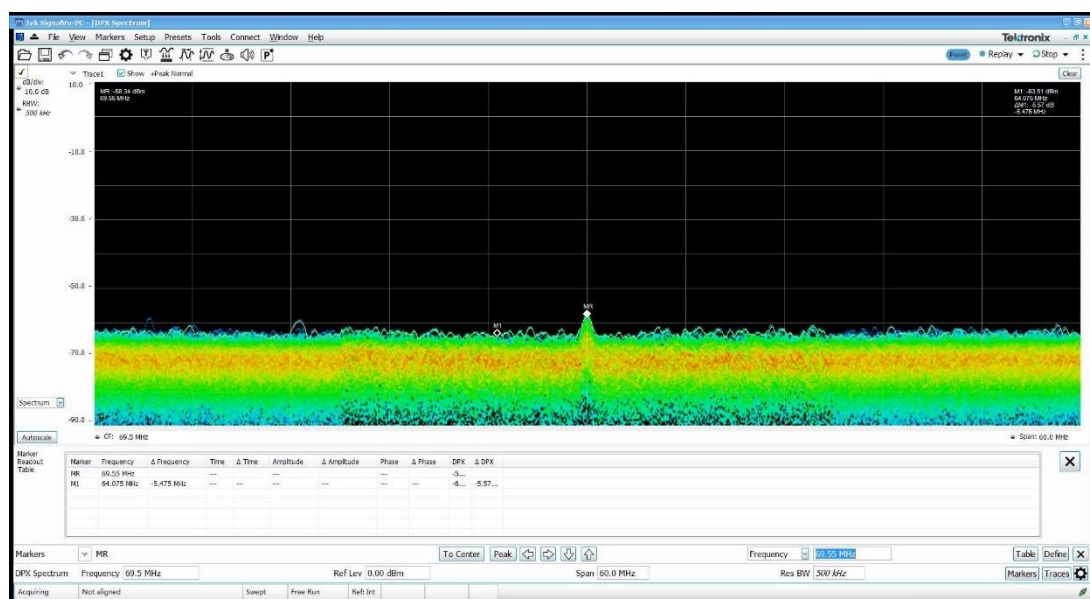 Tek SignalVu-PC - [DPX Spectrum]
File View Markers Setup Presets Tools Connect Window Help
Tektronix
Preset Replay Stop
Trace1 Show +Peak Normal
Clear
dB/div:
10.0 dB
RBW:
500 kHz
10.0
MR: -58.34 dBm
69.55 MHz
M1: -63.91 dBm
64.075 MHz
ΔM1: -5.57 dB
-5.475 MHz
-10.0
-30.0
-50.0
MR
M1
-70.0
Spectrum
-90.0
Autoscale
CF: 69.5 MHz
Span: 60.0 MHz
Marker
Readout
Table
Marker Frequency Δ Frequency Time Δ Time Amplitude Δ Amplitude Phase Δ Phase DPX Δ DPX
MR 69.55 MHz --- --- --- -5...
M1 64.075 MHz -5.475 MHz --- --- --- --- --- --- -6... -5.57...
Markers MR To Center Peak Frequency 69.55 MHz Table Define
DPX Spectrum Frequency 69.5 MHz Ref Lev 0.00 dBm Span 60.0 MHz Res BW 500 kHz Markers Traces
Acquiring Not aligned Swept Free Run Ref: Int